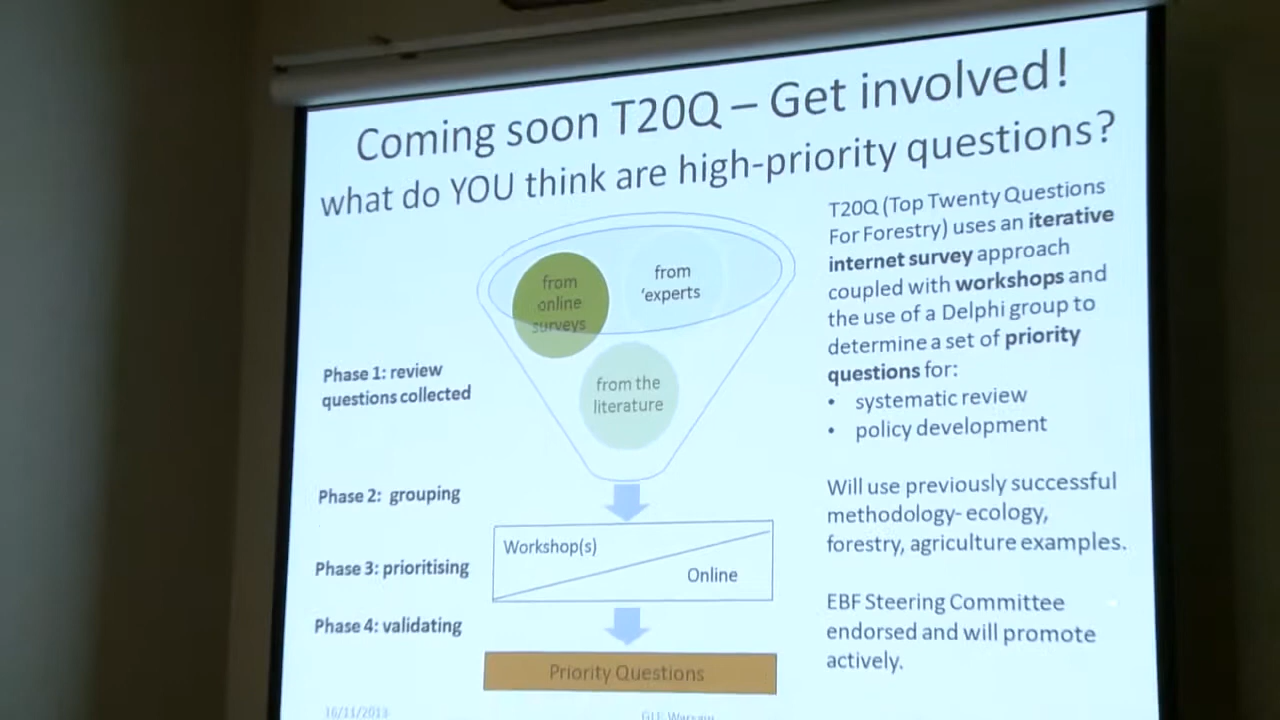 Coming soon T20Q – Get involved!
what do YOU think are high-priority questions?
from
online
surveys
from
‘experts
from the
literature
Phase 1: review
questions collected
Phase 2: grouping
Phase 3: prioritising
Phase 4: validating
Workshop(s)
Online
Priority Questions
T20Q (Top Twenty Questions
For Forestry) uses an iterative
internet survey approach
coupled with workshops and
the use of a Delphi group to
determine a set of priority
questions for:
• systematic review
• policy development
Will use previously successful
methodology- ecology,
forestry, agriculture examples.
EBF Steering Committee
endorsed and will promote
actively.
16/11/2013